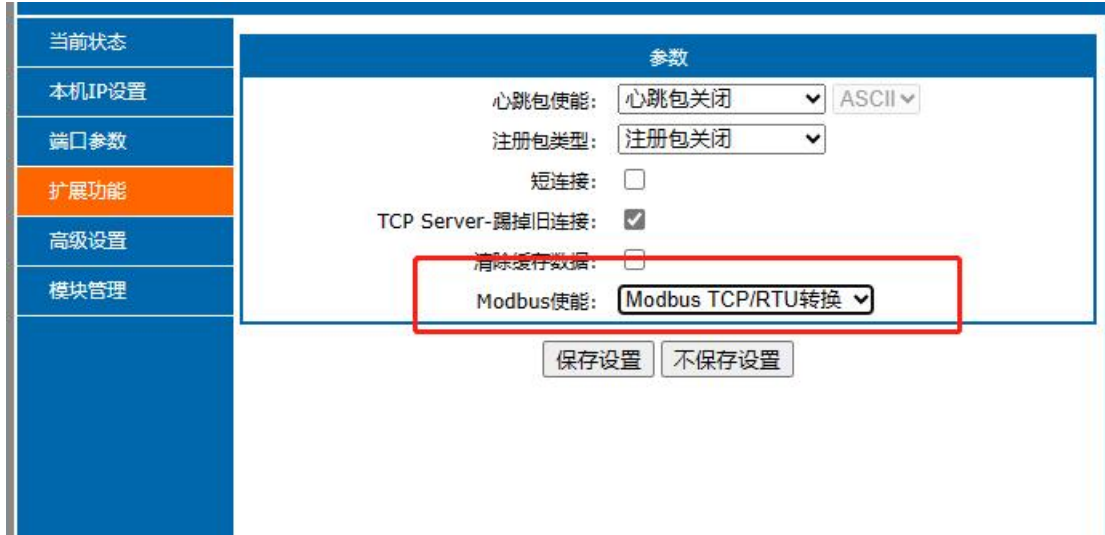 当前状态
本机IP设置
端口参数
扩展功能
高级设置
模块管理
参数
心跳包使能: 心跳包关闭 ASCII
注册包类型: 注册包关闭
短连接:
TCP Server-踢掉旧连接:
清除缓存数据:
Modbus使能: Modbus TCP/RTU转换
保存设置 不保存设置